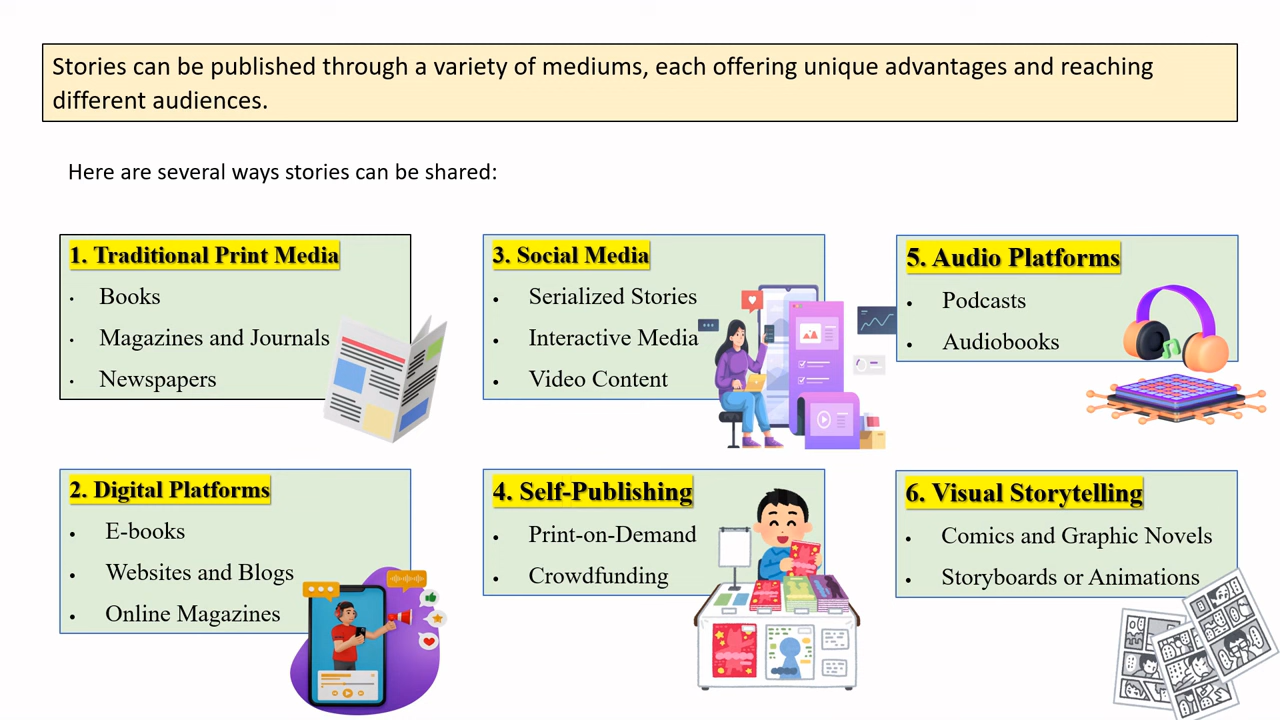 Stories can be published through a variety of mediums, each offering unique advantages and reaching
different audiences.
Here are several ways stories can be shared:
1. Traditional Print Media
• Books
• Magazines and Journals
• Newspapers
2. Digital Platforms
• E-books
• Websites and Blogs
• Online Magazines
3. Social Media
• Serialized Stories
• Interactive Media
• Video Content
4. Self-Publishing
• Print-on-Demand
• Crowdfunding
5. Audio Platforms
• Podcasts
• Audiobooks
6. Visual Storytelling
• Comics and Graphic Novels
• Storyboards or Animations